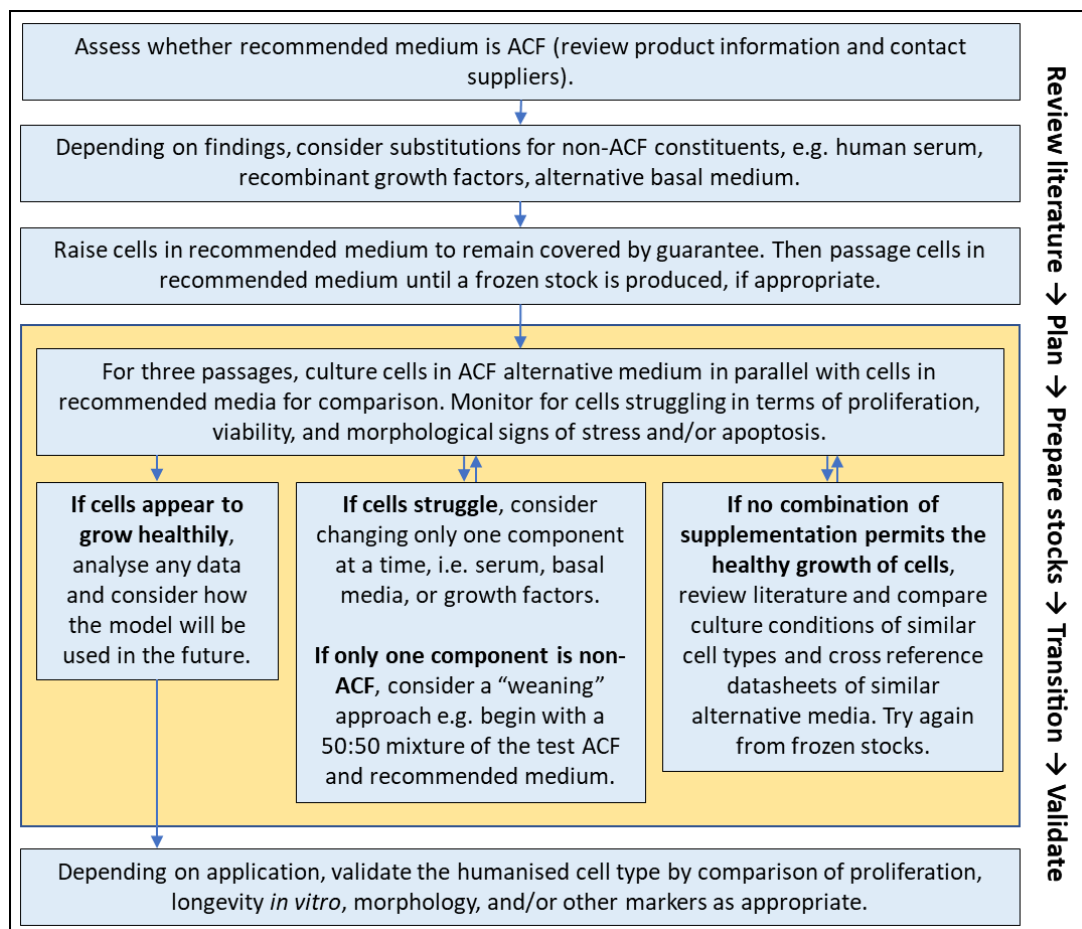 Assess whether recommended medium is ACF (review product information and contact
suppliers).
Depending on findings, consider substitutions for non-ACF constituents, e.g. human serum,
recombinant growth factors, alternative basal medium.
Raise cells in recommended medium to remain covered by guarantee. Then passage cells in
recommended medium until a frozen stock is produced, if appropriate.
For three passages, culture cells in ACF alternative medium in parallel with cells in
recommended media for comparison. Monitor for cells struggling in terms of proliferation,
viability, and morphological signs of stress and/or apoptosis.
If cells appear to
grow healthily,
analyse any data
and consider how
the model will be
used in the future.
If cells struggle, consider
changing only one component
at a time, i.e. serum, basal
media, or growth factors.
If only one component is non-
ACF, consider a “weaning”
approach e.g. begin with a
50:50 mixture of the test ACF
and recommended medium.
If no combination of
supplementation permits the
healthy growth of cells,
review literature and compare
culture conditions of similar
cell types and cross reference
datasheets of similar
alternative media. Try again
from frozen stocks.
Depending on application, validate the humanised cell type by comparison of proliferation,
longevity in vitro, morphology, and/or other markers as appropriate.
Review literature → Plan → Prepare stocks → Transition → Validate